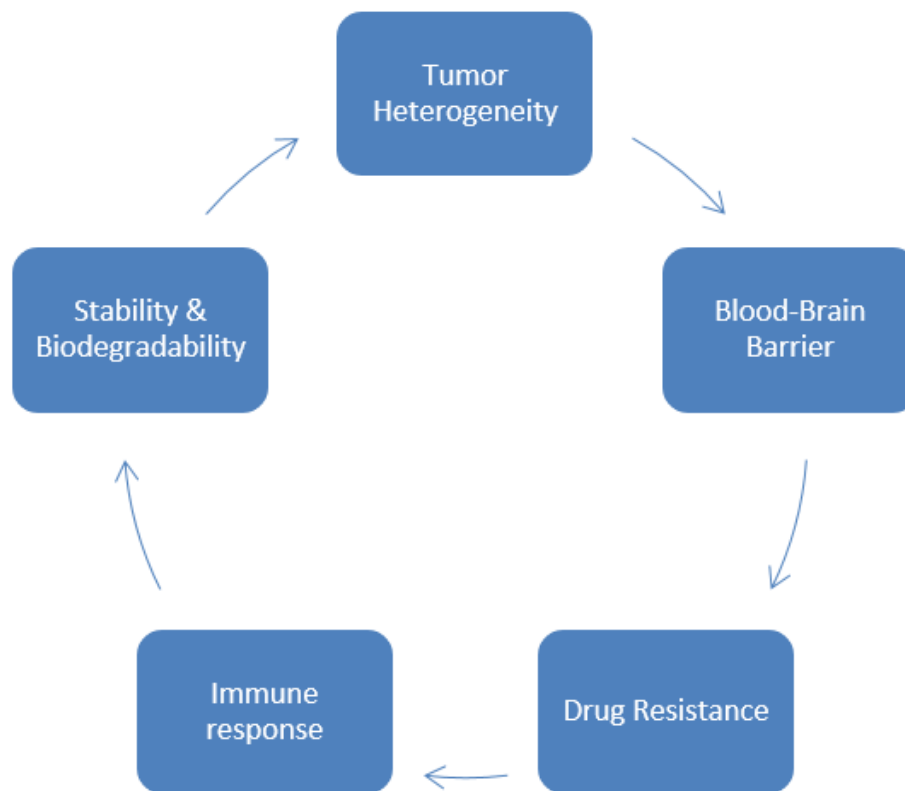 Tumor
Heterogeneity
Blood-Brain
Barrier
Drug Resistance
Immune
response
Stability &
Biodegradability